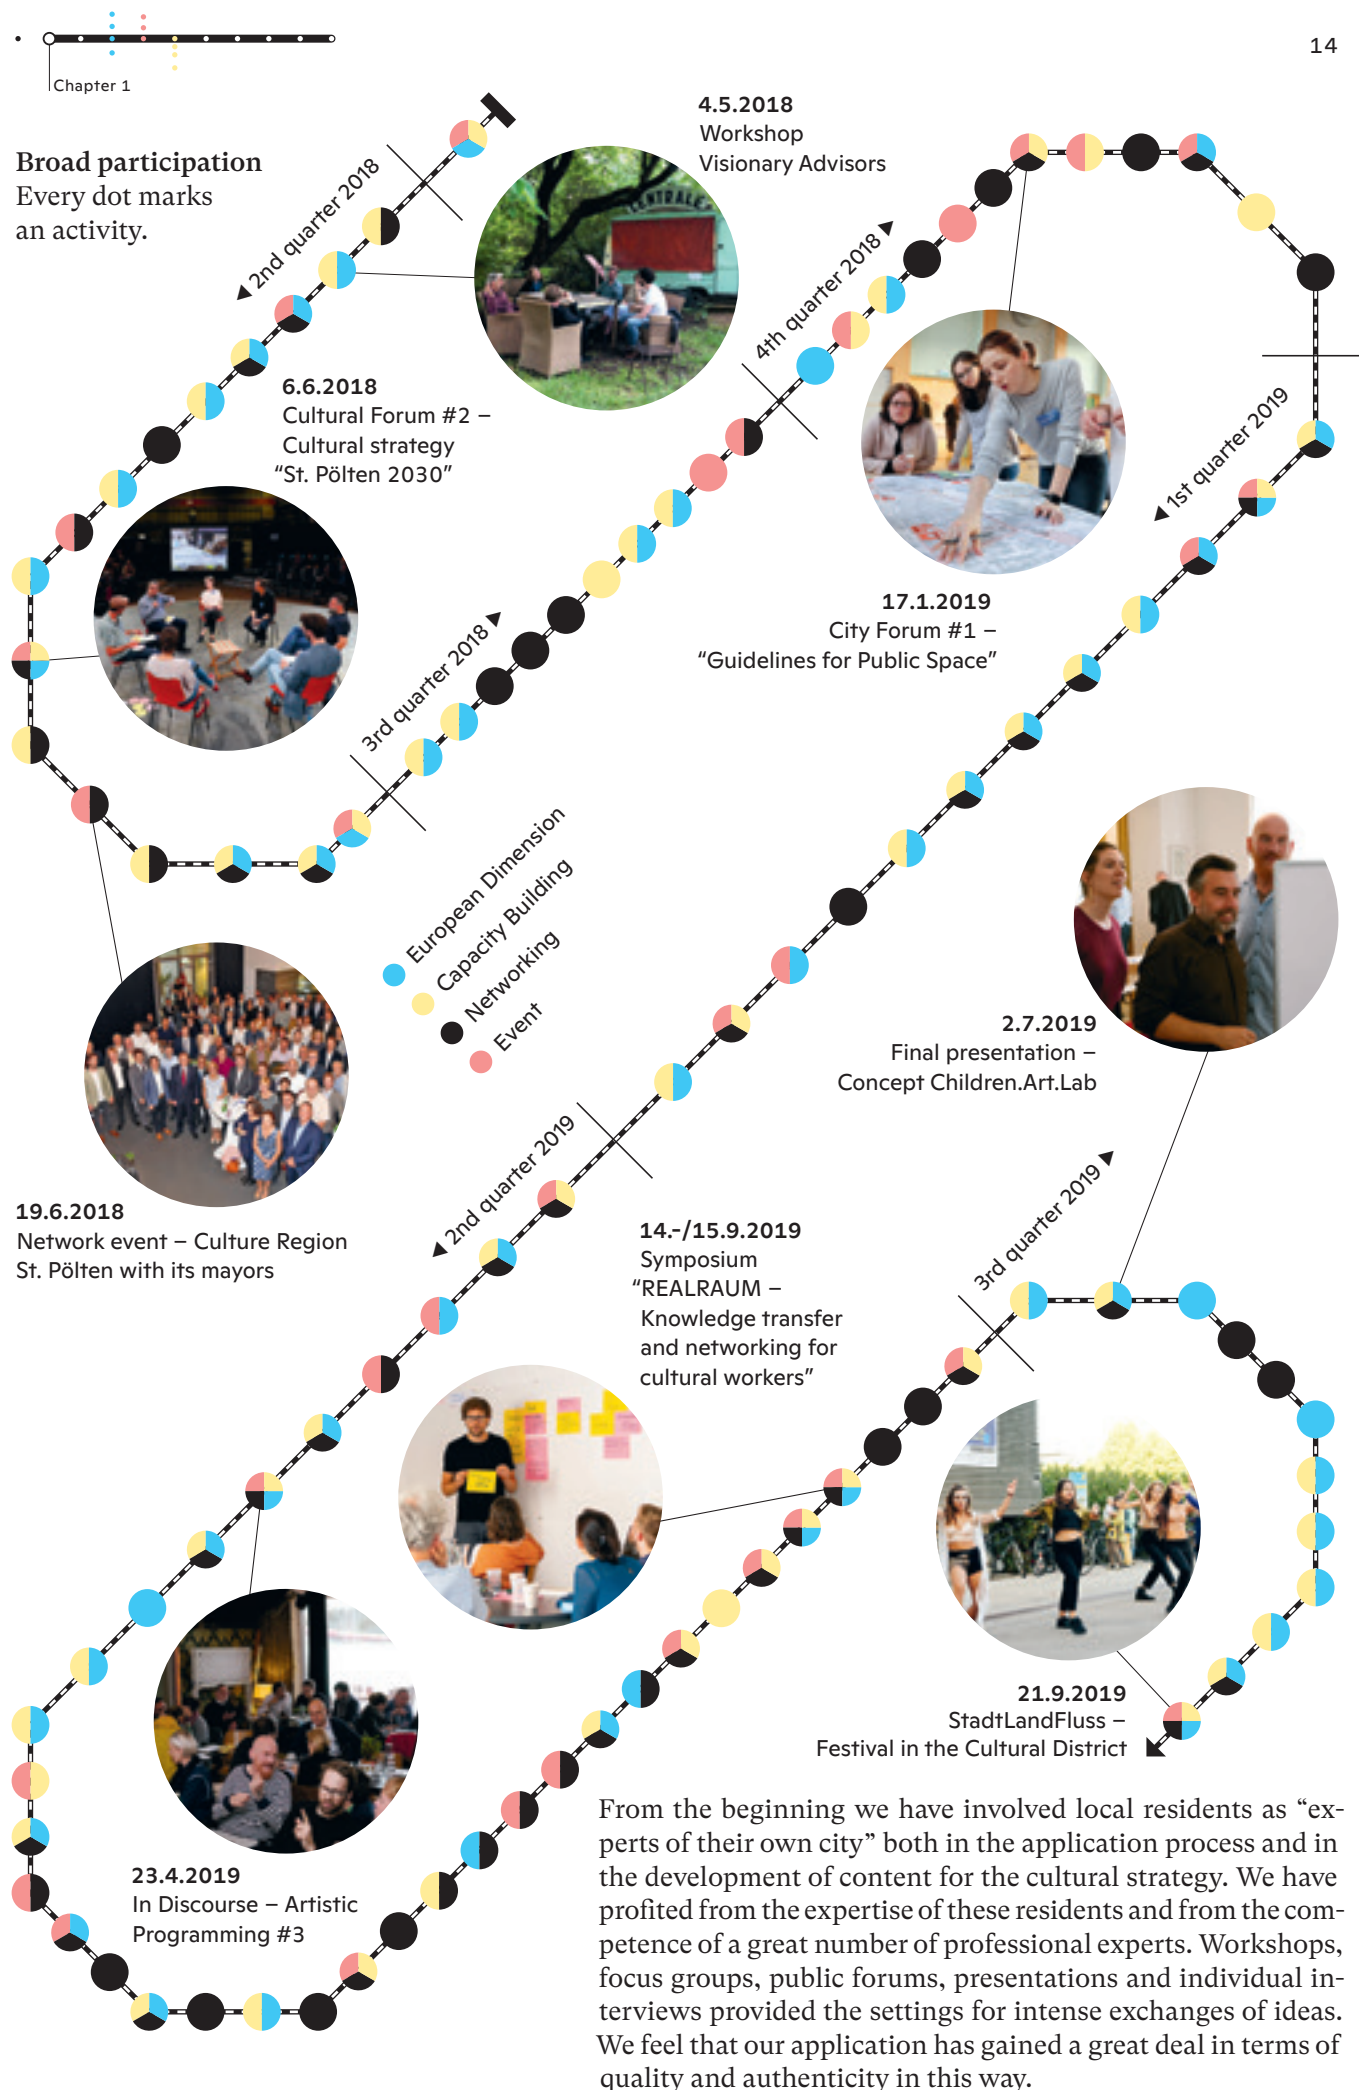 14
Chapter 1
Broad participation
Every dot marks
an activity.
2nd quarter 2018
4.5.2018
Workshop
Visionary Advisors
CENTRALE
6.6.2018
Cultural Forum #2 –
Cultural strategy
“St. Pölten 2030”
4th quarter 2018
1st quarter 2019
17.1.2019
City Forum #1 –
“Guidelines for Public Space”
3rd quarter 2018
European Dimension
Capacity Building
Networking
Event
19.6.2018
Network event – Culture Region
St. Pölten with its mayors
2.7.2019
Final presentation –
Concept Children.Art.Lab
2nd quarter 2019
14.-/15.9.2019
Symposium
“REALRAUM –
Knowledge transfer
and networking for
cultural workers”
3rd quarter 2019
21.9.2019
StadtLandFluss –
Festival in the Cultural District
23.4.2019
In Discourse – Artistic
Programming #3
From the beginning we have involved local residents as “ex-
perts of their own city” both in the application process and in
the development of content for the cultural strategy. We have
profited from the expertise of these residents and from the com-
petence of a great number of professional experts. Workshops,
focus groups, public forums, presentations and individual in-
terviews provided the settings for intense exchanges of ideas.
We feel that our application has gained a great deal in terms of
quality and authenticity in this way.